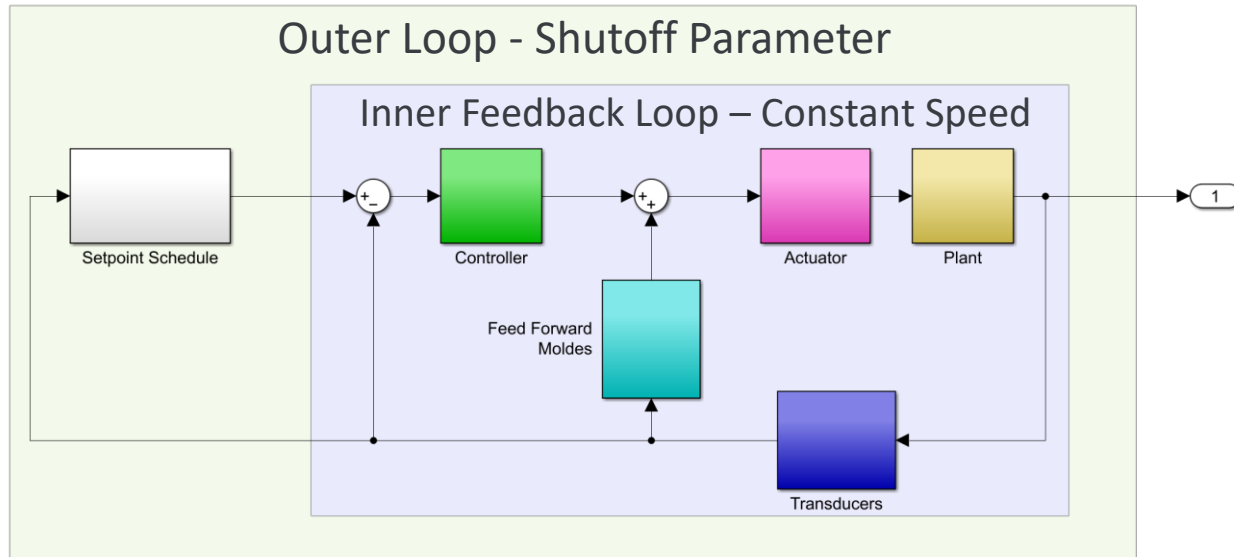 Outer Loop - Shutoff Parameter
Inner Feedback Loop – Constant Speed
+
−
+
+
1
Setpoint Schedule
Controller
Actuator
Plant
Feed Forward
Moldes
Transducers